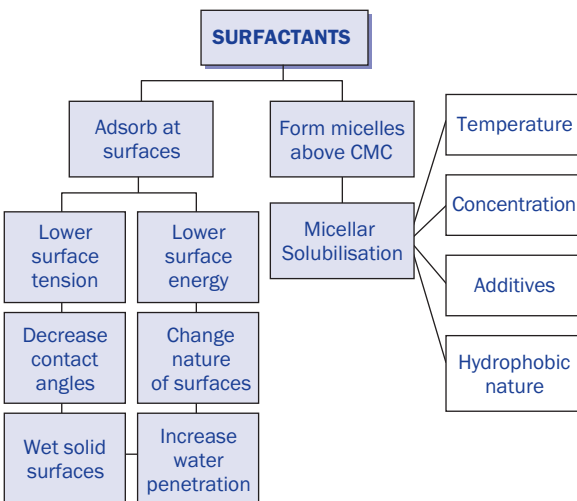 SURFACTANTS
Adsorb at
surfaces
Form micelles
above CMC
Temperature
Concentration
Additives
Hydrophobic
nature
Micellar
Solubilisation
Lower
surface
tension
Lower
surface
energy
Decrease
contact
angles
Change
nature
of surfaces
Wet solid
surfaces
Increase
water
penetration